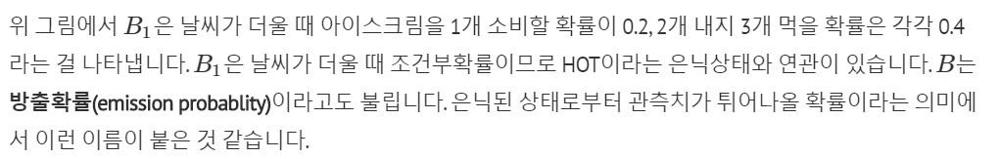 위 그림에서 B₁은 날씨가 더울 때 아이스크림을 1개 소비할 확률이 0.2, 2개 내지 3개 먹을 확률은 각각 0.4
라는 걸 나타냅니다. B₁은 날씨가 더울 때 조건부확률이므로 HOT이라는 은닉상태와 연관이 있습니다. B는
방출확률(emission probablity)이라고도 불립니다. 은닉된 상태로부터 관측치가 튀어나올 확률이라는 의미에
서 이런 이름이 붙은 것 같습니다.